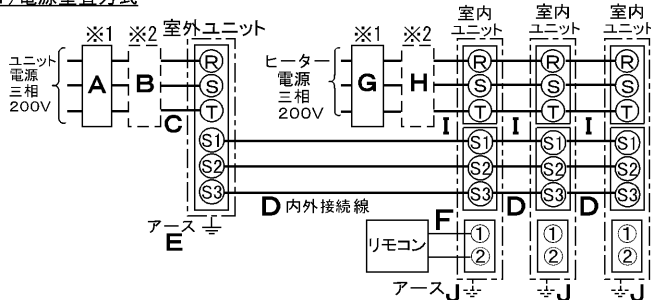 電源重畳方式
※1
※2
室外ユニット
※1
※2
室内
ユニット
室内
ユニット
室内
ユニット
ユニット
電源
三相
200V
A
B
C
R
S
T
S1
S2
S3
ヒーター
電源
三相
200V
G
H
R
S
T
I
R
S
T
I
R
S
T
I
S1
S2
S3
S1
S2
S3
S1
S2
S3
D 内外接続線
D
D
アース
E
リモコン
F
1
2
1
2
1
2
アース J
J
J